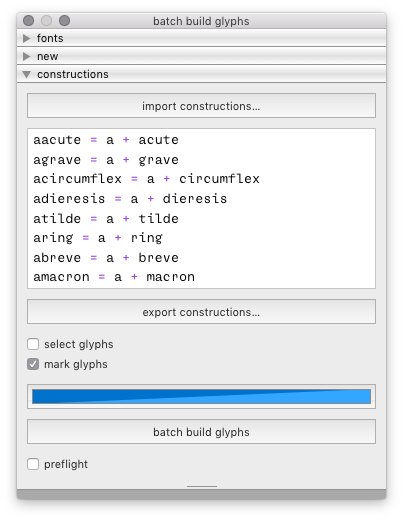 batch build glyphs
fonts
new
constructions
import constructions...
aacute = a + acute
agrave = a + grave
acircumflex = a + circumflex
adieresis = a + dieresis
atilde = a + tilde
aring = a + ring
abreve = a + breve
amacron = a + macron
export constructions...
select glyphs
mark glyphs
batch build glyphs
preflight